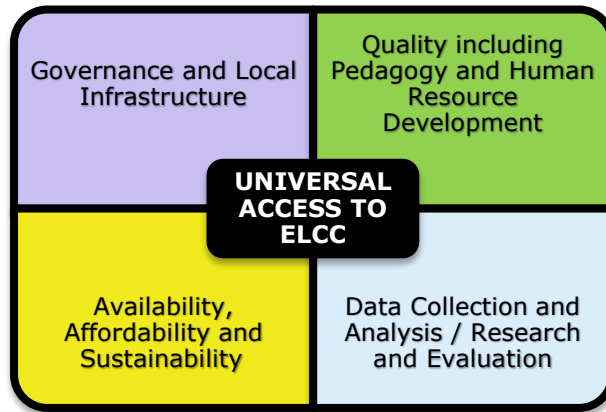 Governance and Local
Infrastructure
Quality including
Pedagogy and Human
Resource
Development
UNIVERSAL
ACCESS TO
ELCC
Availability,
Affordability and
Sustainability
Data Collection and
Analysis / Research
and Evaluation